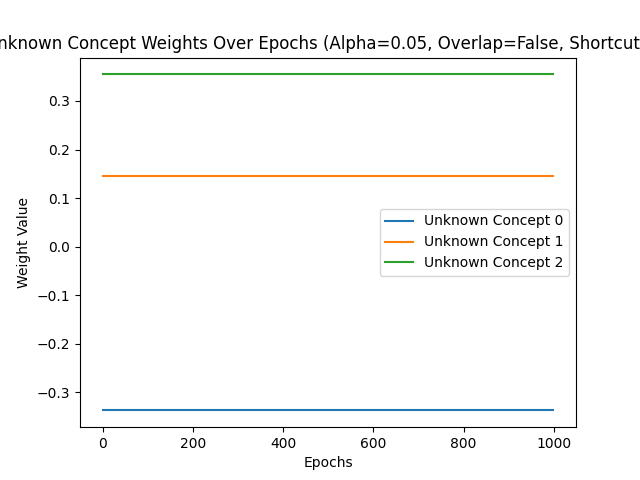 nknown Concept Weights Over Epochs (Alpha=0.05, Overlap=False, Shortcut
0.3
0.2
0.1
0.0
−0.1
−0.2
−0.3
Weight Value
Unknown Concept 0
Unknown Concept 1
Unknown Concept 2
0 200 400 600 800 1000
Epochs